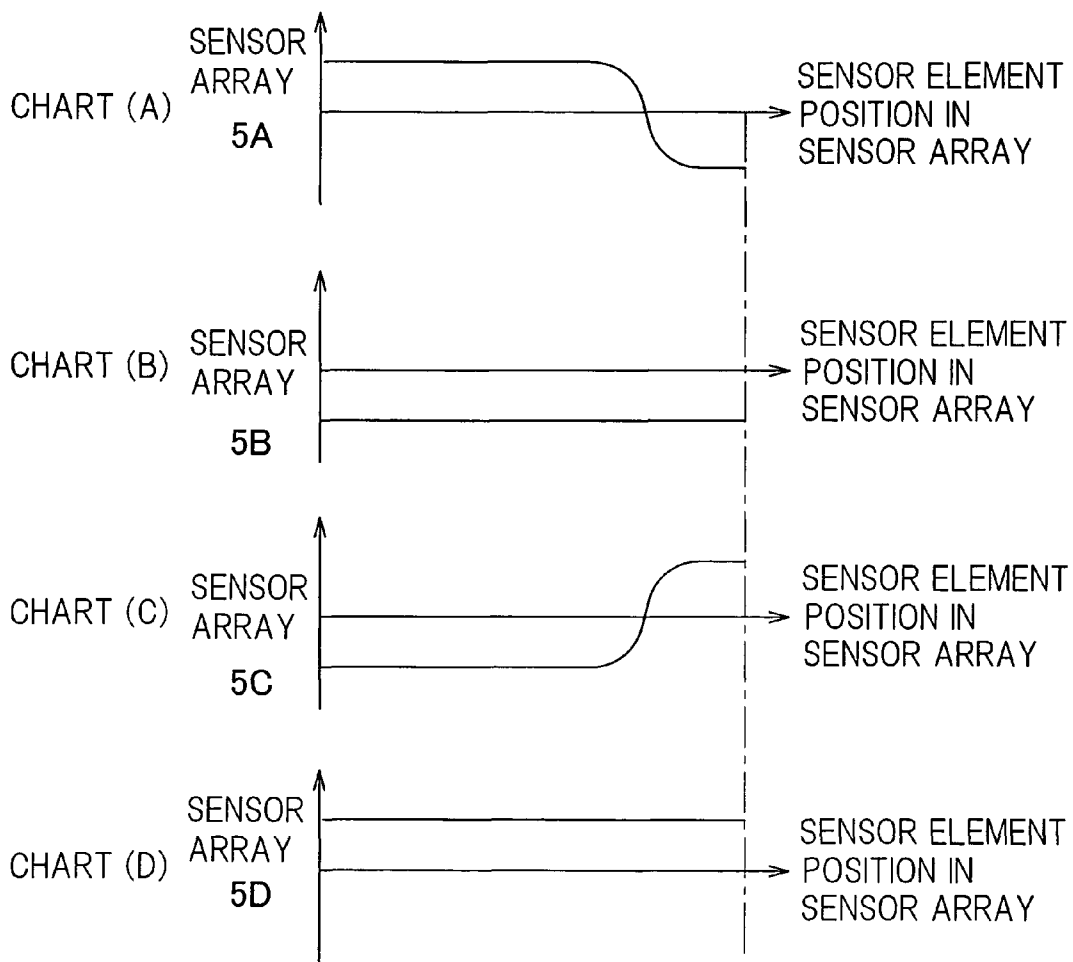 CHART (A)
SENSOR
ARRAY
5A
SENSOR ELEMENT
POSITION IN
SENSOR ARRAY
CHART (B)
SENSOR
ARRAY
5B
SENSOR ELEMENT
POSITION IN
SENSOR ARRAY
CHART (C)
SENSOR
ARRAY
5C
SENSOR ELEMENT
POSITION IN
SENSOR ARRAY
CHART (D)
SENSOR
ARRAY
5D
SENSOR ELEMENT
POSITION IN
SENSOR ARRAY